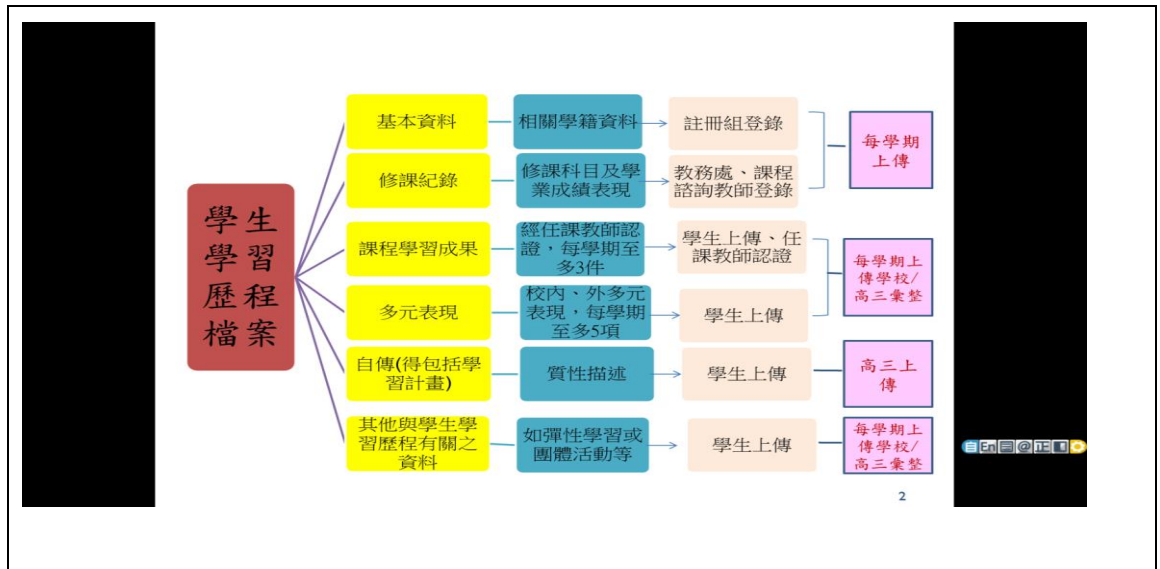 學生
學習
歷程
檔案
基本資料
相關學籍資料
註冊組登錄
每學期
上傳
修課紀錄
修課科目及學
業成績表現
教務處、課程
諮詢教師登錄
課程學習成果
經任課教師認
證，每學期至
多3件
學生上傳、任
課教師認證
每學期上
傳學校/
高三彙整
多元表現
校內、外多元
表現，每學期
至多5項
學生上傳
自傳(得包括學
習計畫)
質性描述
學生上傳
高三上
傳
其他與學生學
習歷程有關之
資料
如彈性學習或
團體活動等
學生上傳
每學期上
傳學校/
高三彙整
En @ 正
2